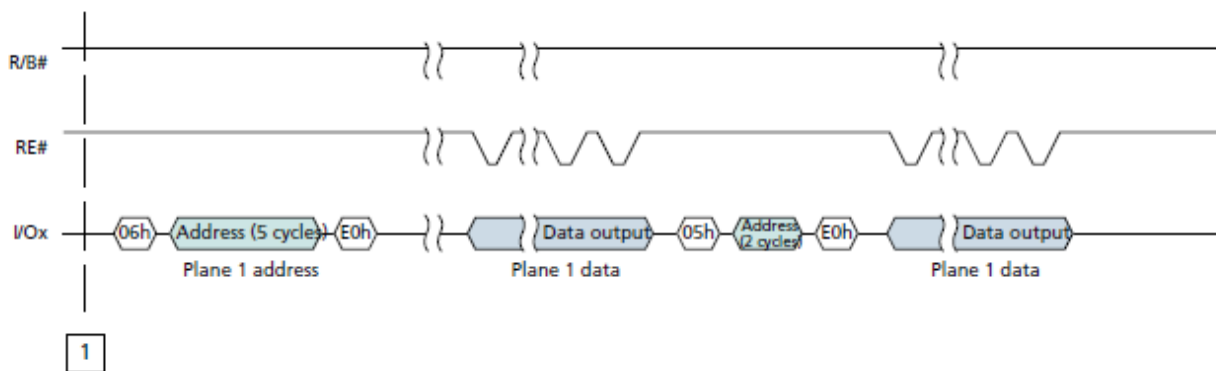 R/B#
RE#
I/Ox
06h Address (5 cycles) E0h Data output 05h Address (2 cycles) E0h Data output
Plane 1 address Plane 1 data Plane 1 data
1